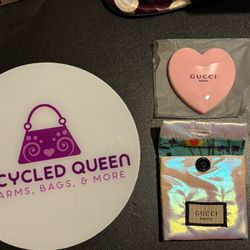 CYCLED QUEEN
ARMS, BAGS, & MORE
GUCCI
beauty
GUCCI
beauty